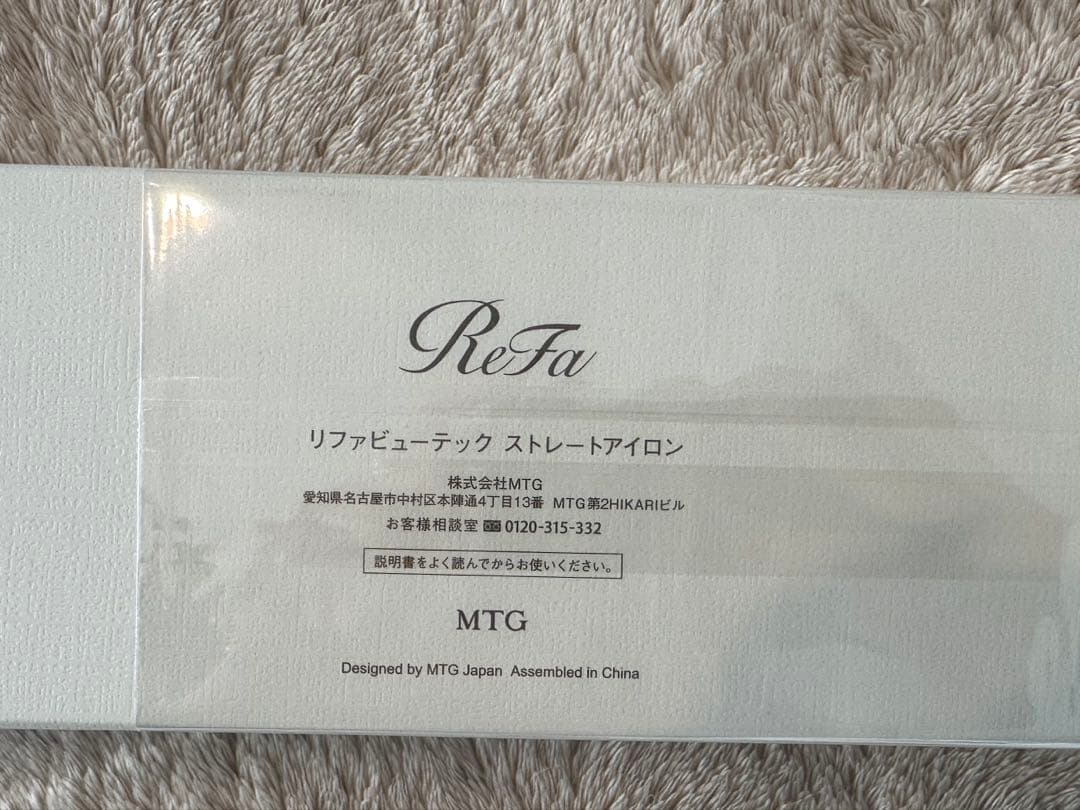 ReFa
リファビューテック ストレートアイロン
株式会社MTG
愛知県名古屋市中村区本陣通4丁目13番 MTG第2HIKARIビル
お客様相談室 0120-315-332
説明書をよく読んでからお使いください。
MTG
Designed by MTG Japan Assembled in China